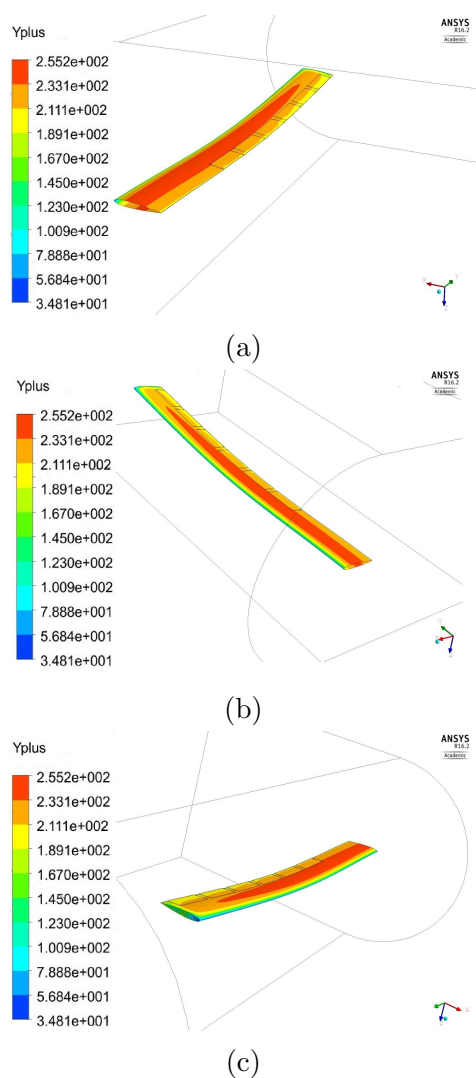 Yplus
ANSYS
R16.2
Academic
2.552e+002
2.331e+002
2.111e+002
1.891e+002
1.670e+002
1.450e+002
1.230e+002
1.009e+002
7.888e+001
5.684e+001
3.481e+001
X
Y
Z
(a)
Yplus
ANSYS
R16.2
Academic
2.552e+002
2.331e+002
2.111e+002
1.891e+002
1.670e+002
1.450e+002
1.230e+002
1.009e+002
7.888e+001
5.684e+001
3.481e+001
Y
Z
(b)
Yplus
ANSYS
R16.2
Academic
2.552e+002
2.331e+002
2.111e+002
1.891e+002
1.670e+002
1.450e+002
1.230e+002
1.009e+002
7.888e+001
5.684e+001
3.481e+001
X
Z
(c)